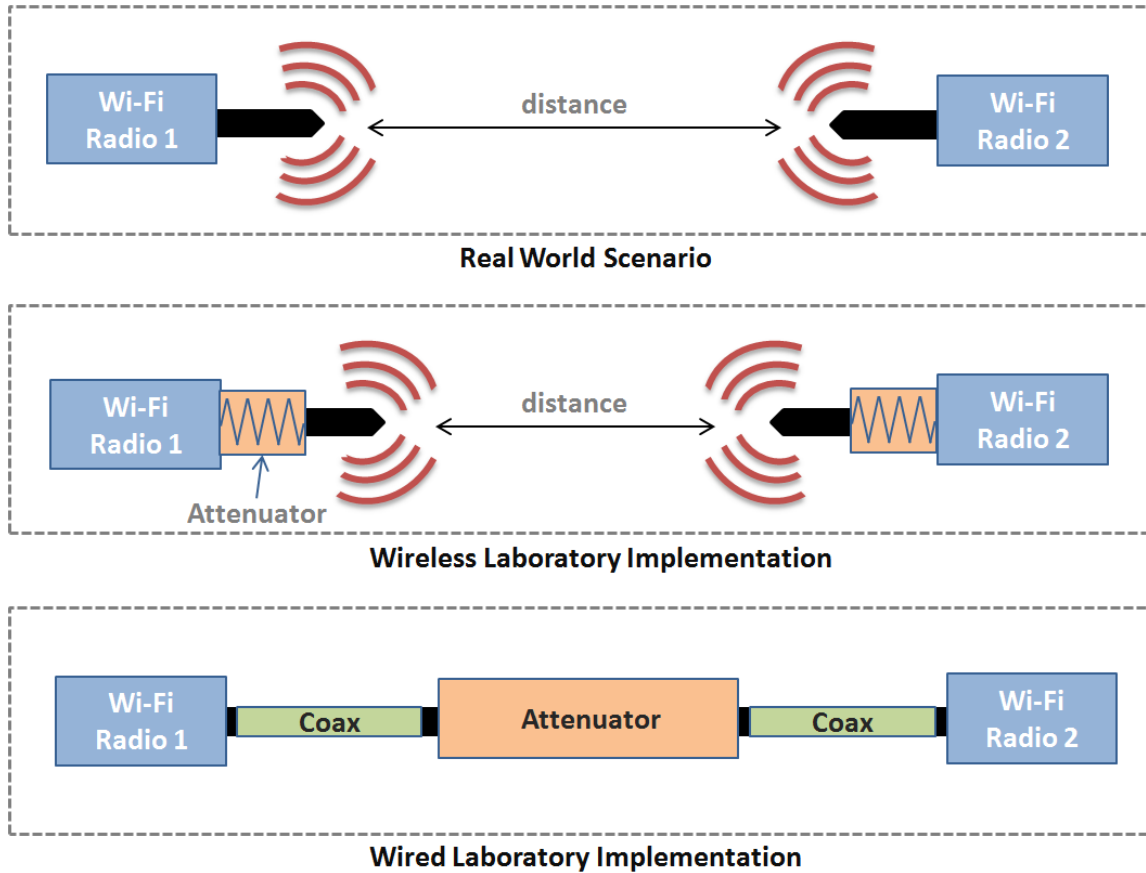 Wi-Fi
Radio 1
distance
Wi-Fi
Radio 2
Real World Scenario
Wi-Fi
Radio 1
Attenuator
distance
Wi-Fi
Radio 2
Wireless Laboratory Implementation
Wi-Fi
Radio 1
Coax
Attenuator
Coax
Wi-Fi
Radio 2
Wired Laboratory Implementation